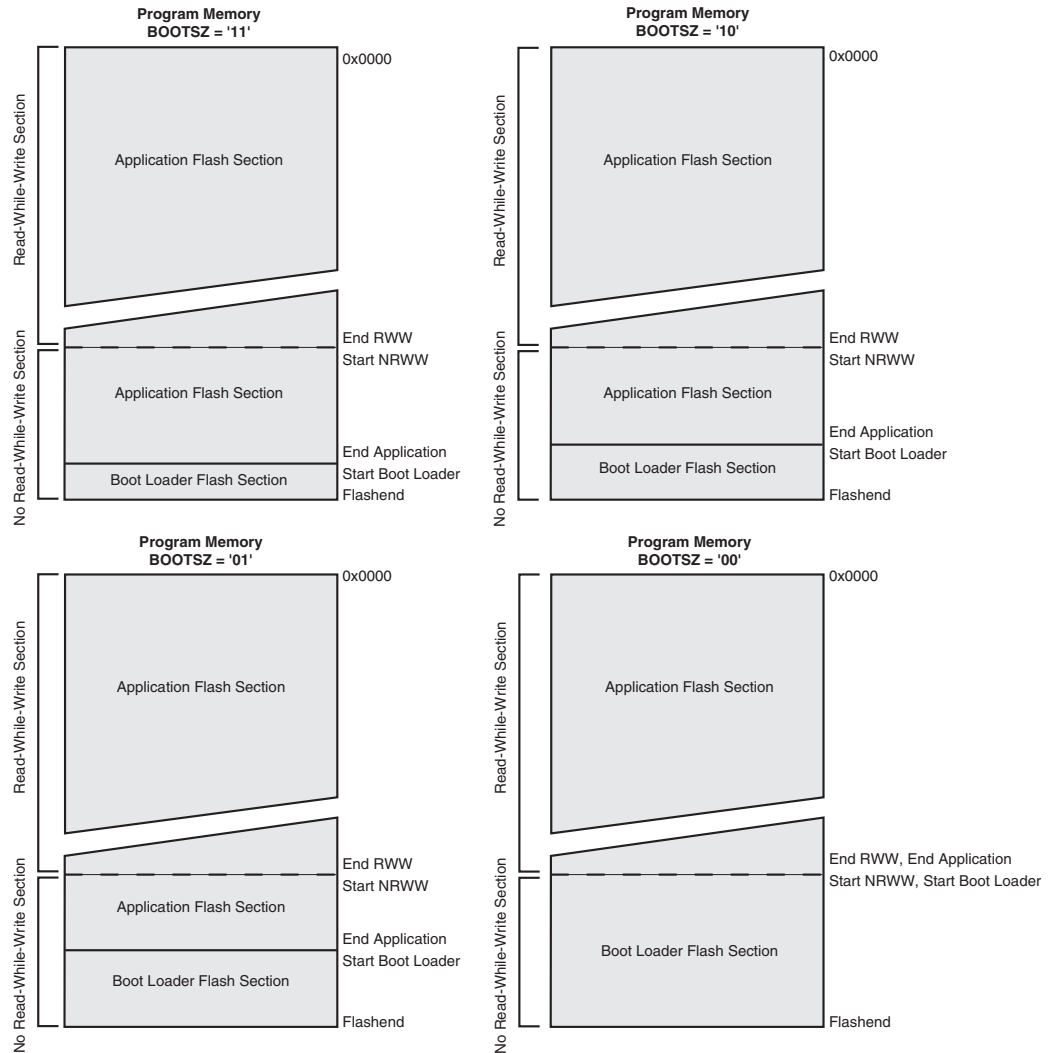 Program Memory
BOOTSZ = '11'
0x0000
Read-While-Write Section
Application Flash Section
End RWW
Start NRWW
No Read-While-Write Section
Application Flash Section
End Application
Start Boot Loader
Boot Loader Flash Section
Flashend
Program Memory
BOOTSZ = '10'
0x0000
Read-While-Write Section
Application Flash Section
End RWW
Start NRWW
No Read-While-Write Section
Application Flash Section
End Application
Start Boot Loader
Boot Loader Flash Section
Flashend
Program Memory
BOOTSZ = '01'
0x0000
Read-While-Write Section
Application Flash Section
End RWW
Start NRWW
No Read-While-Write Section
Application Flash Section
End Application
Start Boot Loader
Boot Loader Flash Section
Flashend
Program Memory
BOOTSZ = '00'
0x0000
Read-While-Write Section
Application Flash Section
End RWW, End Application
Start NRWW, Start Boot Loader
No Read-While-Write Section
Boot Loader Flash Section
Flashend